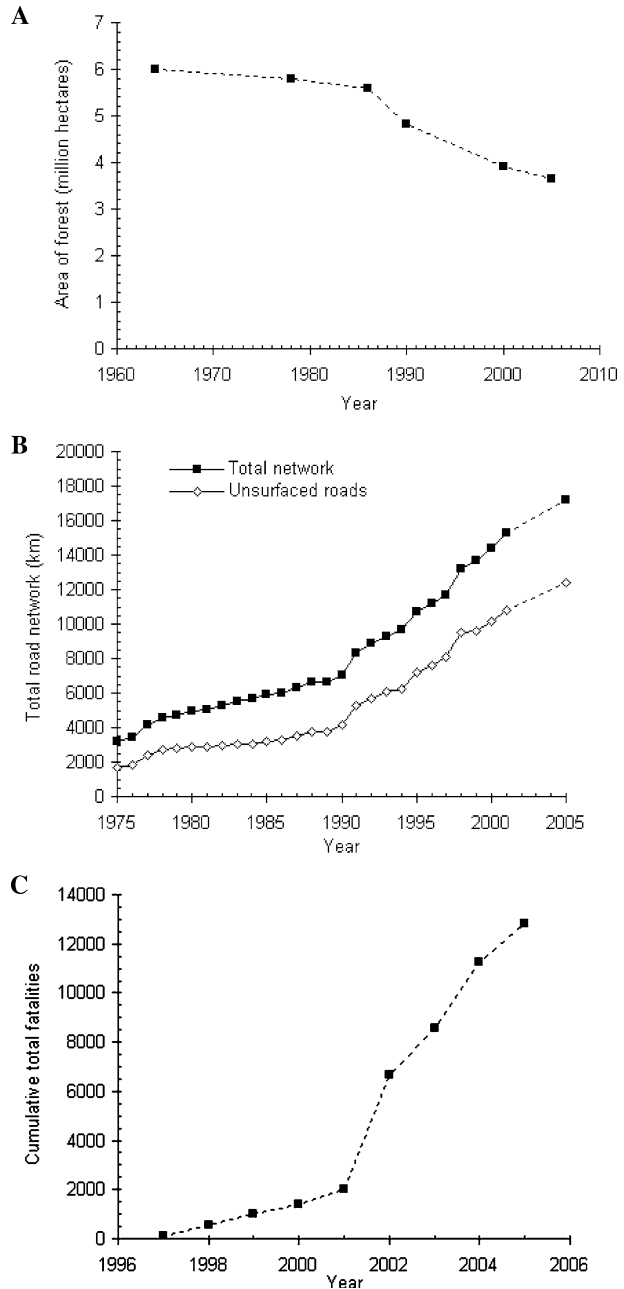 A
Area of forest (million hectares)
7
6
5
4
3
2
1
0
1960 1970 1980 1990 2000 2010
Year
B
Total road network (km)
20000
18000
16000
14000
12000
10000
8000
6000
4000
2000
0
Total network
Unsurfaced roads
1975 1980 1985 1990 1995 2000 2005
Year
C
Cumulative total fatalities
14000
12000
10000
8000
6000
4000
2000
0
1996 1998 2000 2002 2004 2006
Year